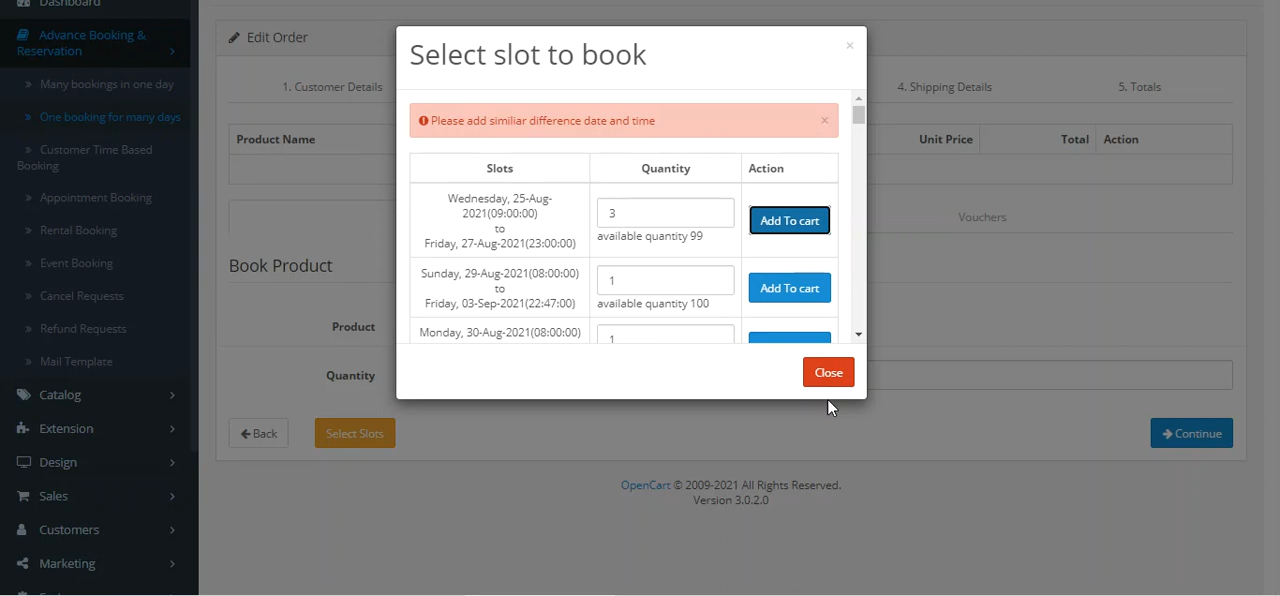 Dashboard
Advance Booking &
Reservation
» Many bookings in one day
» One booking for many days
» Customer Time Based
Booking
» Appointment Booking
» Rental Booking
» Event Booking
» Cancel Requests
» Refund Requests
» Mail Template
Catalog
Extension
Design
Sales
Customers
Marketing
Edit Order
1. Customer Details
4. Shipping Details
5. Totals
Product Name
Unit Price
Total
Action
Vouchers
Book Product
Product
Quantity
Back
Select Slots
Continue
OpenCart © 2009-2021 All Rights Reserved.
Version 3.0.2.0
Select slot to book
×
Please add similiar difference date and time
×
Slots
Quantity
Action
Wednesday, 25-Aug-
2021(09:00:00)
to
Friday, 27-Aug-2021(23:00:00)
3
available quantity 99
Add To cart
Sunday, 29-Aug-2021(08:00:00)
to
Friday, 03-Sep-2021(22:47:00)
1
available quantity 100
Add To cart
Monday, 30-Aug-2021(08:00:00)
1
Close